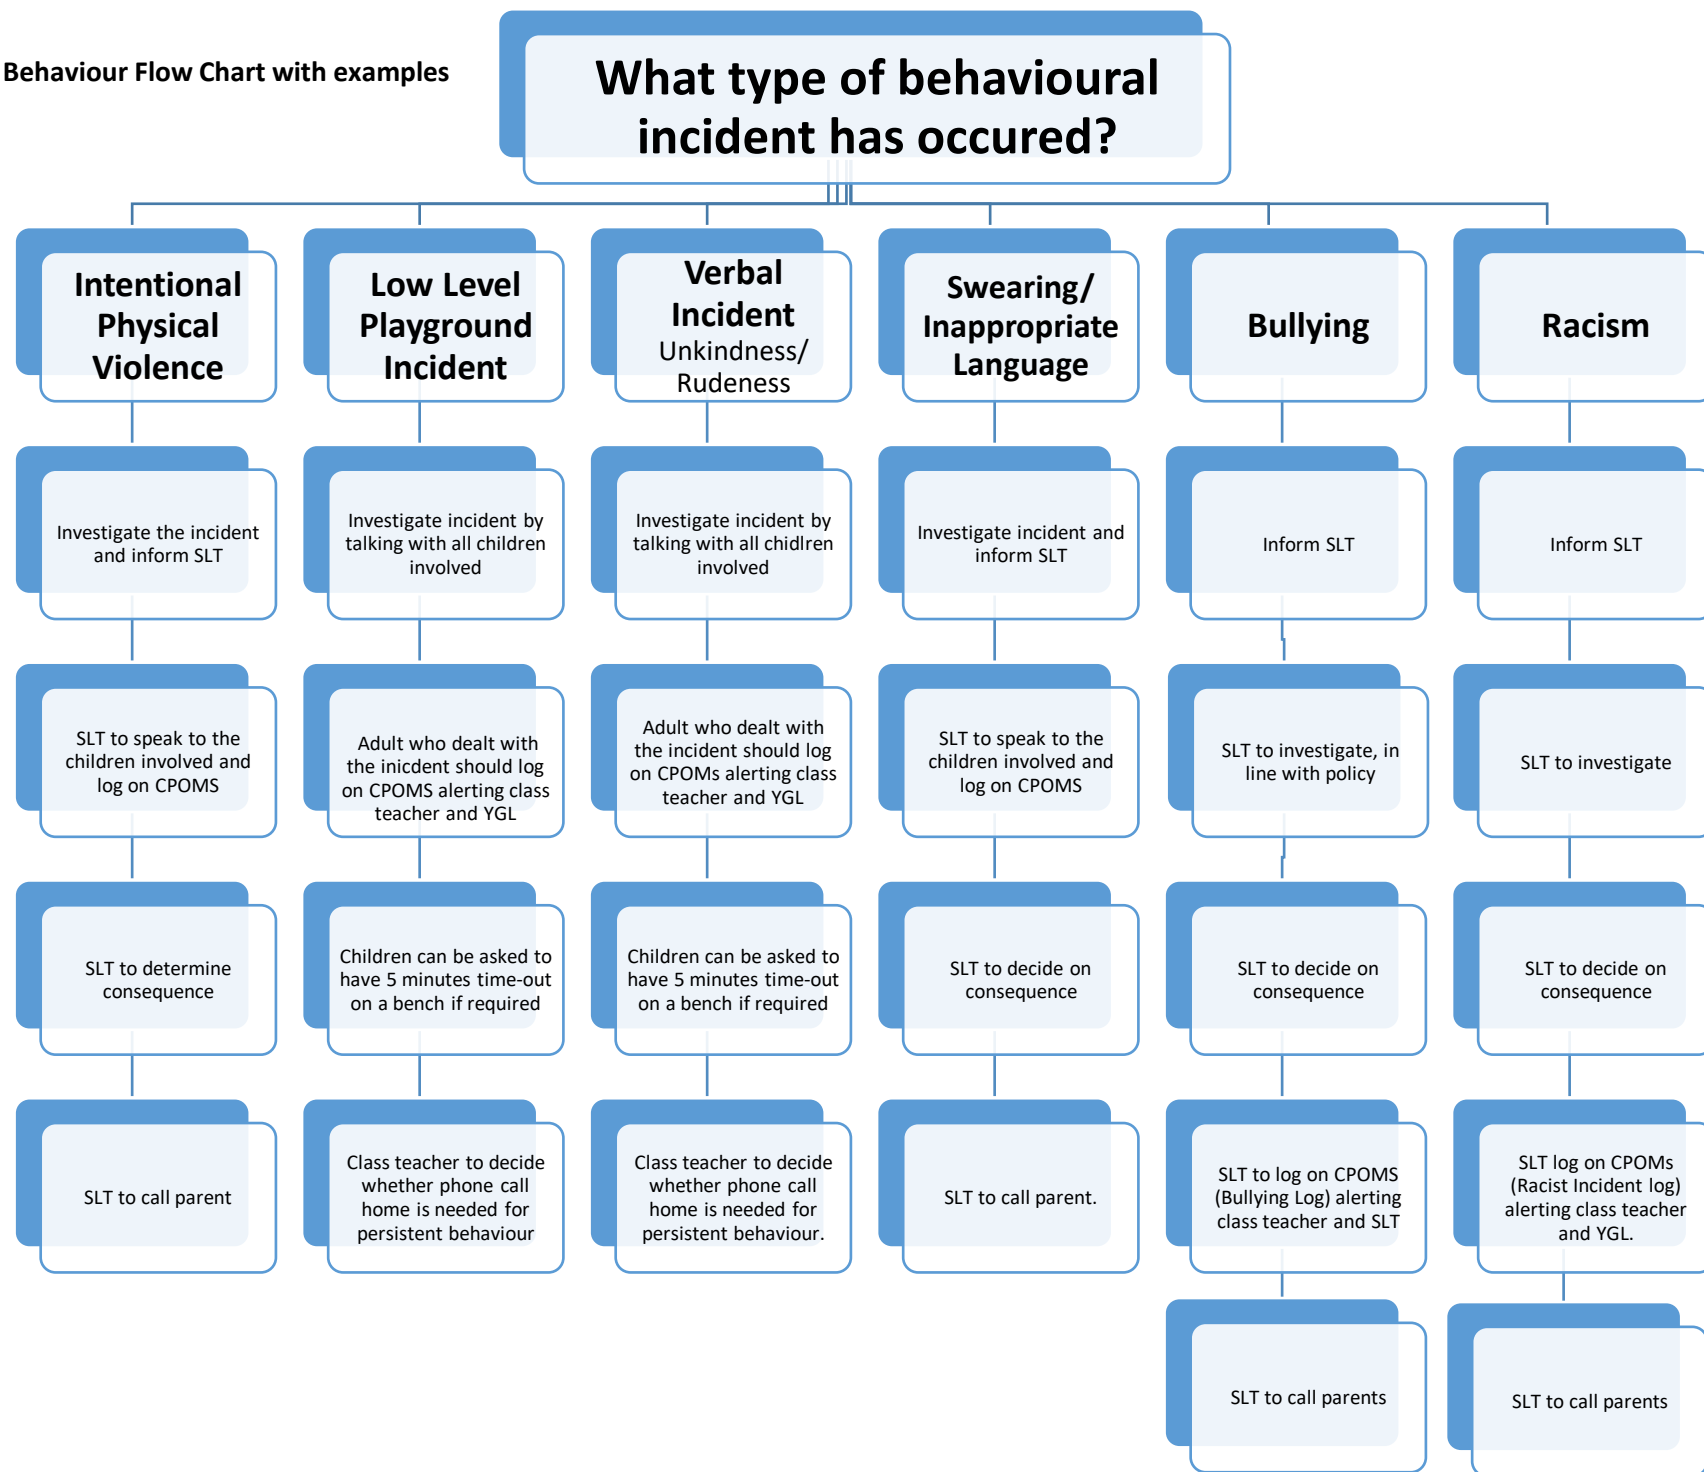 Behaviour Flow Chart with examples
What type of behavioural
incident has occured?
Intentional
Physical
Violence
Investigate the incident
and inform SLT
SLT to speak to the
children involved and
log on CPOMS
SLT to determine
consequence
SLT to call parent
Low Level
Playground
Incident
Investigate incident by
talking with all children
involved
Adult who dealt with
the inicdent should log
on CPOMS alerting class
teacher and YGL
Children can be asked to
have 5 minutes time-out
on a bench if required
Class teacher to decide
whether phone call
home is needed for
persistent behaviour
Verbal
Incident
Unkindness/
Rudeness
Investigate incident by
talking with all chidlren
involved
Adult who dealt with
the incident should log
on CPOMs alerting class
teacher and YGL
Children can be asked to
have 5 minutes time-out
on a bench if required
Class teacher to decide
whether phone call
home is needed for
persistent behaviour.
Swearing/
Inappropriate
Language
Investigate incident and
inform SLT
SLT to speak to the
children involved and
log on CPOMS
SLT to decide on
consequence
SLT to call parent.
Bullying
Inform SLT
SLT to investigate, in
line with policy
SLT to decide on
consequence
SLT to log on CPOMS
(Bullying Log) alerting
class teacher and SLT
SLT to call parents
Racism
Inform SLT
SLT to investigate
SLT to decide on
consequence
SLT log on CPOMs
(Racist Incident log)
alerting class teacher
and YGL.
SLT to call parents